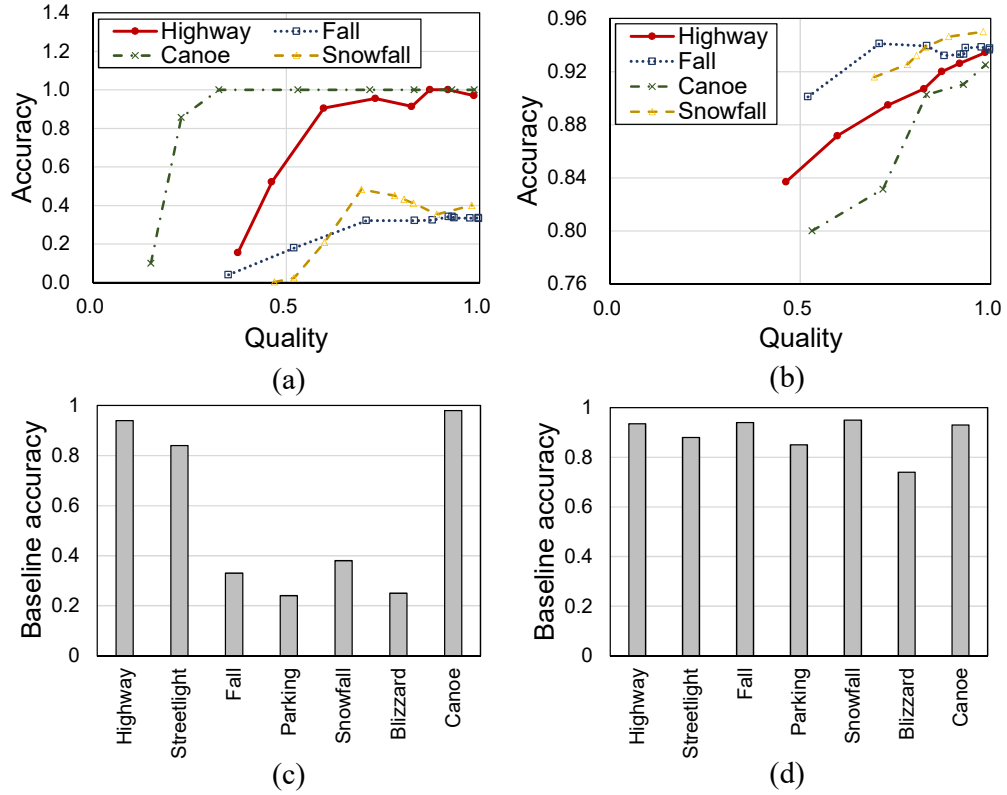 1.4
1.2
1.0
0.8
0.6
0.4
0.2
0.0
Accuracy
Highway
Fall
Canoe
Snowfall
0.0
0.5
1.0
Quality
(a)
0.96
0.92
0.88
0.84
0.80
0.76
Accuracy
Highway
Fall
Canoe
Snowfall
0.0
0.5
1.0
Quality
(b)
1
0.8
0.6
0.4
0.2
0
Baseline accuracy
Highway
Streetlight
Fall
Parking
Snowfall
Blizzard
Canoe
(c)
1
0.8
0.6
0.4
0.2
0
Baseline accuracy
Highway
Streetlight
Fall
Parking
Snowfall
Blizzard
Canoe
(d)